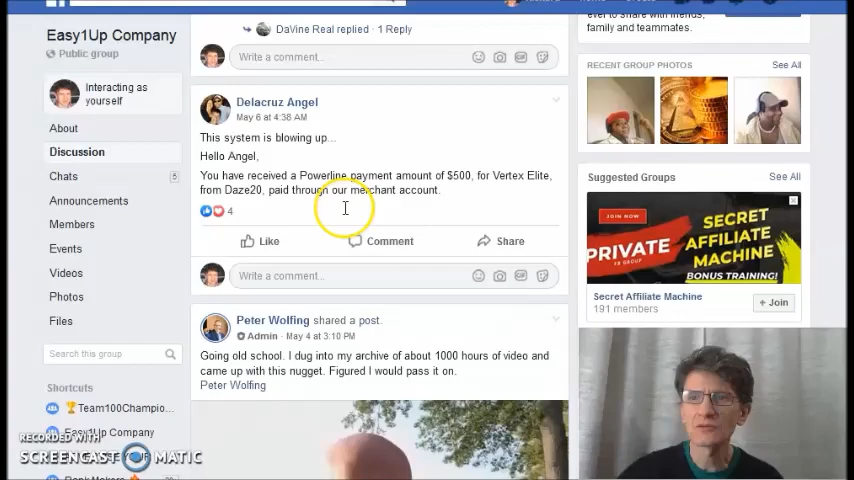 DaVine Real replied · 1 Reply
Easy1Up Company
Public group
Write a comment...
ever to share with friends,
family and teammates.
Interacting as
yourself
RECENT GROUP PHOTOS
See All
Delacruz Angel
May 6 at 4:38 AM
About
This system is blowing up...
Discussion
Hello Angel,
Chats
5
You have received a Powerline payment amount of $500, for Vertex Elite,
from Daze20, paid through our merchant account.
Suggested Groups
See All
Announcements
4
Members
JOIN NOW
PRIVATE
FB GROUP
SECRET
AFFILIATE
MACHINE
BONUS TRAINING!
Events
Like
Comment
Share
Videos
Write a comment...
Photos
Secret Affiliate Machine
191 members
+ Join
Files
Peter Wolfing shared a post.
Admin · May 4 at 3:10 PM
Search this group
Going old school. I dug into my archive of about 1000 hours of video and
came up with this nugget. Figured I would pass it on.
Peter Wolfing
Shortcuts
Team100Champio...
Easy1Up Company
RECORDED WITH
SCREENCAST MATIC